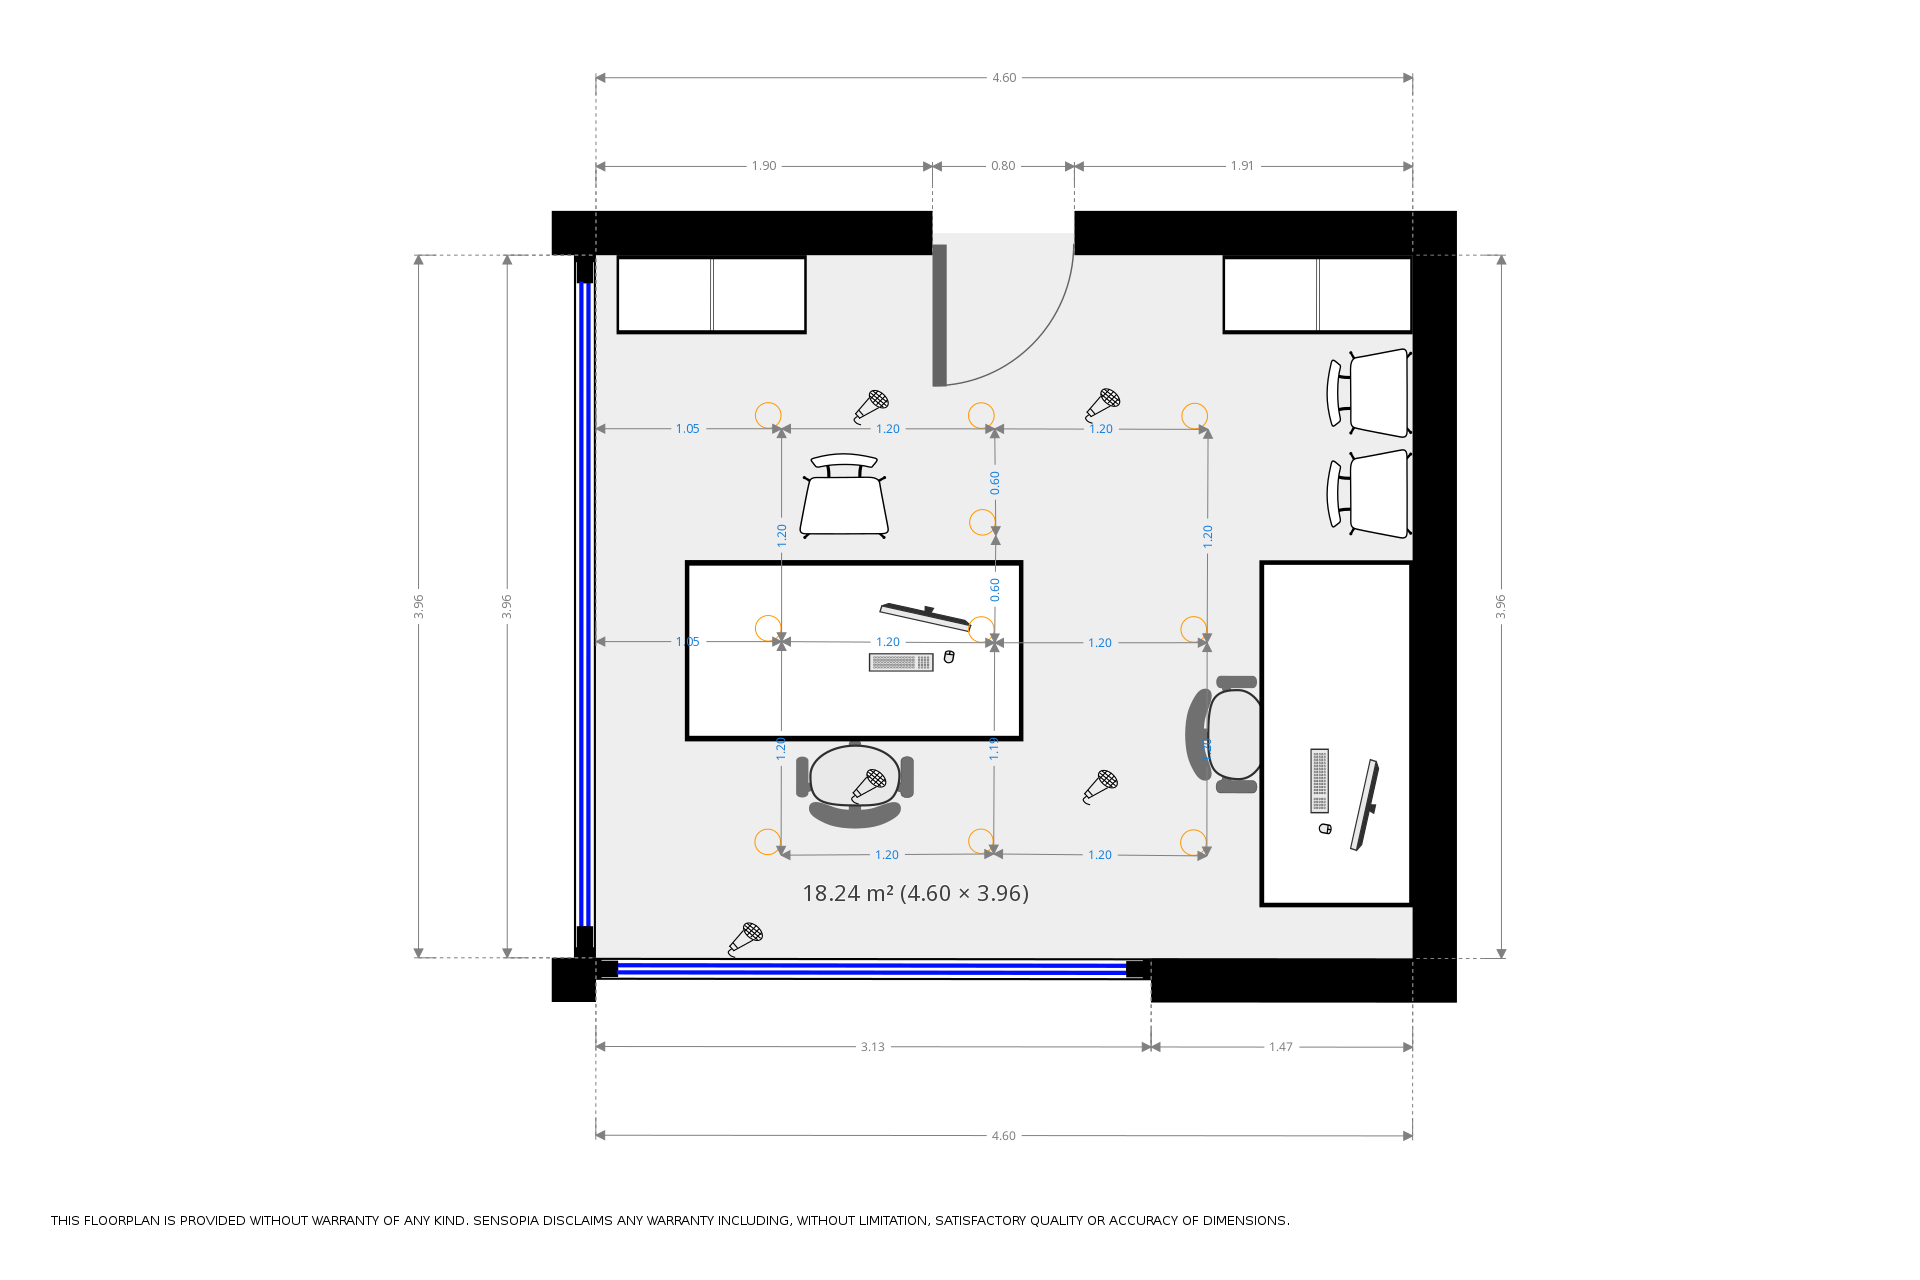 4.60
1.90 0.80 1.91
1.05 1.20 1.20
0.60
1.20 1.20
0.60
3.96 3.96 3.96
1.05 1.20 1.20
1.20 1.19 1.20
1.20 1.20
18.24 m² (4.60 × 3.96)
3.13 1.47
4.60
THIS FLOORPLAN IS PROVIDED WITHOUT WARRANTY OF ANY KIND. SENSOPIA DISCLAIMS ANY WARRANTY INCLUDING, WITHOUT LIMITATION, SATISFACTORY QUALITY OR ACCURACY OF DIMENSIONS.